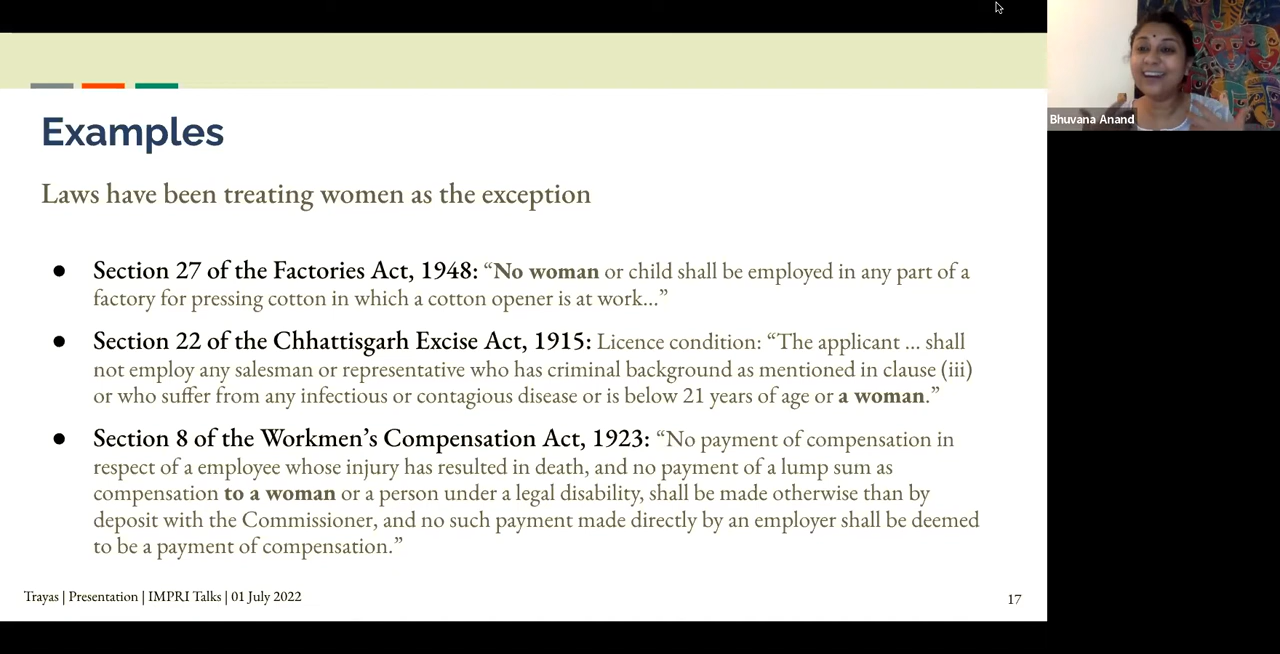 Examples
Laws have been treating women as the exception
● Section 27 of the Factories Act, 1948: “No woman or child shall be employed in any part of a
factory for pressing cotton in which a cotton opener is at work...”
● Section 22 of the Chhattisgarh Excise Act, 1915: Licence condition: “The applicant ... shall
not employ any salesman or representative who has criminal background as mentioned in clause (iii)
or who suffer from any infectious or contagious disease or is below 21 years of age or a woman.”
● Section 8 of the Workmen’s Compensation Act, 1923: “No payment of compensation in
respect of a employee whose injury has resulted in death, and no payment of a lump sum as
compensation to a woman or a person under a legal disability, shall be made otherwise than by
deposit with the Commissioner, and no such payment made directly by an employer shall be deemed
to be a payment of compensation.”
Trayas | Presentation | IMPRI Talks | 01 July 2022
17
Bhuvana Anand